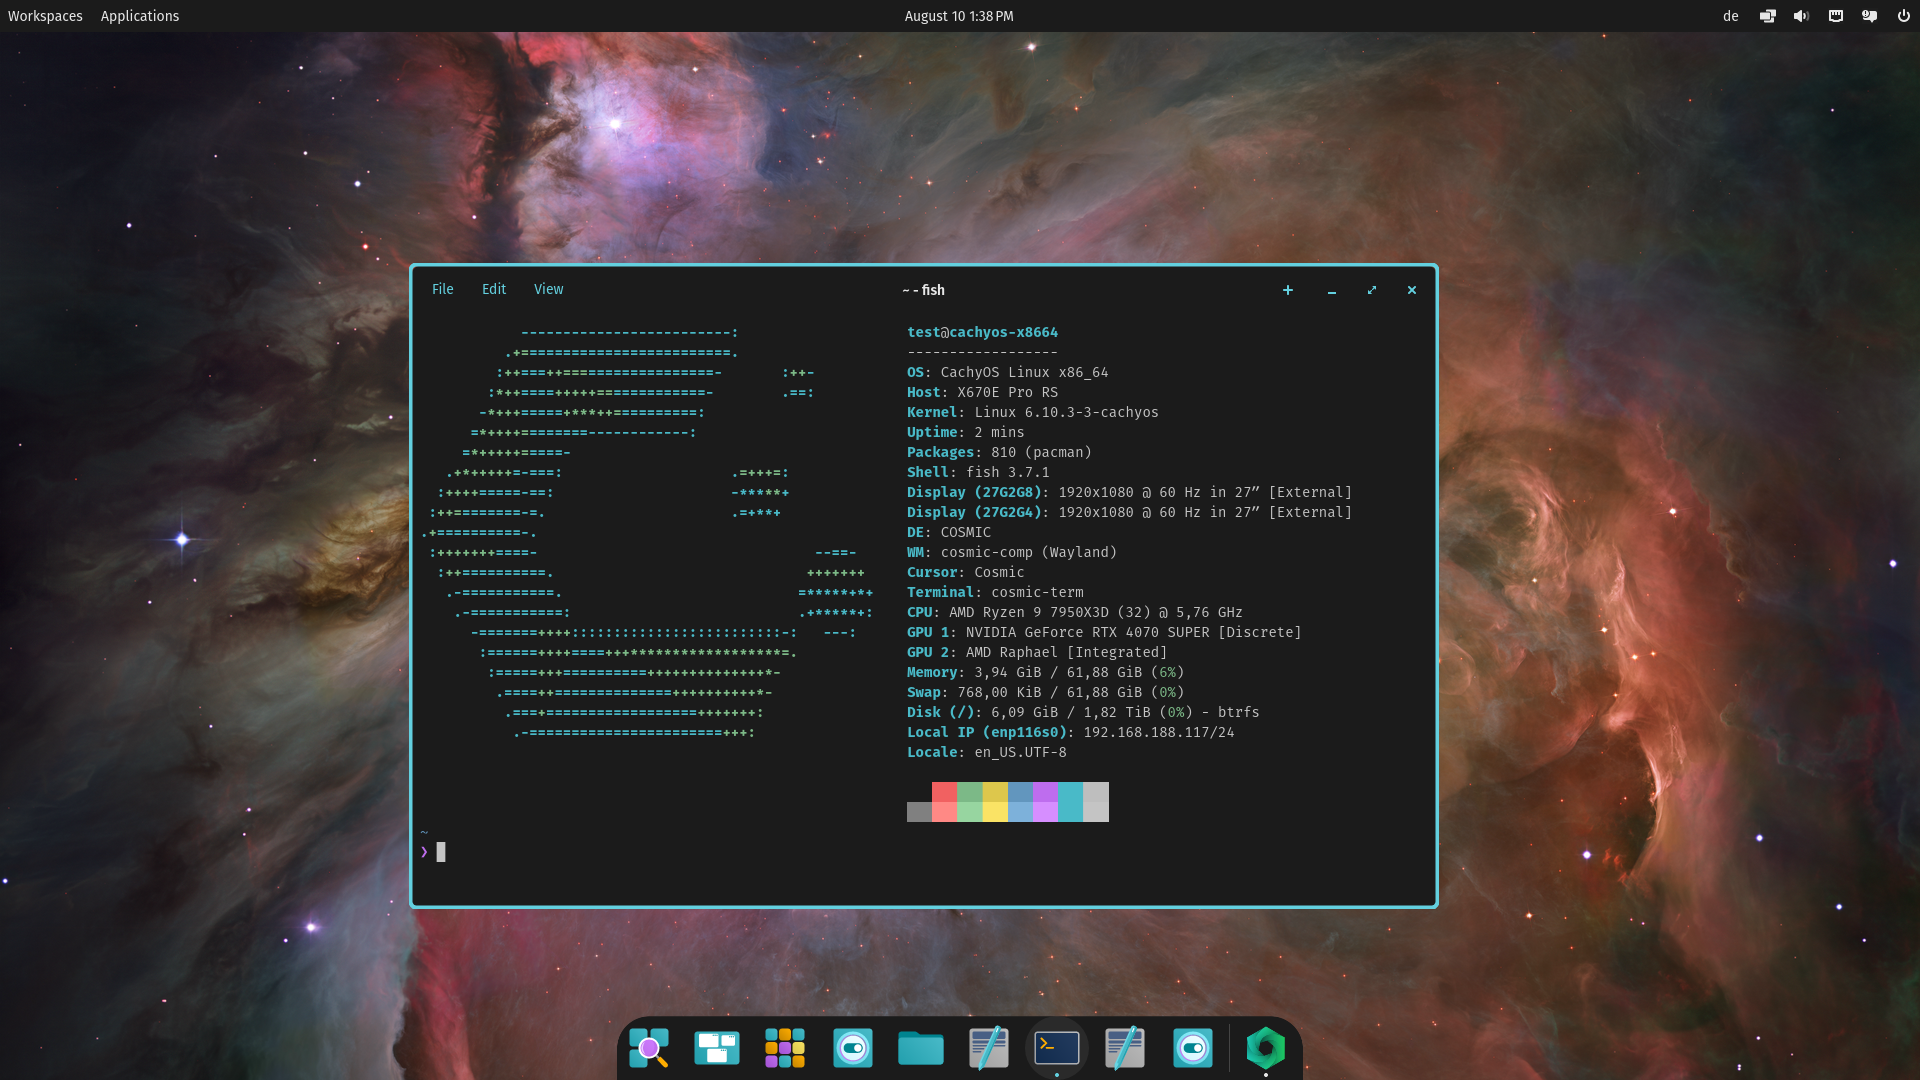 Workspaces Applications August 10 1:38 PM de
File Edit View ~ - fish
-------------------------: test@cachyos-x8664
.+=========================. ------------------
:++===++==================- :++- OS: CachyOS Linux x86_64
:*++====+++++=============- .==: Host: X670E Pro RS
-*+++=====+***++==========: Kernel: Linux 6.10.3-3-cachyos
=*++++========------------: Uptime: 2 mins
=*+++++=====- Packages: 810 (pacman)
.+*+++++=-===: .=+++=: Shell: fish 3.7.1
:++++=====-==: -*****+ Display (27G2G8): 1920x1080 @ 60 Hz in 27″ [External]
:++========-=. .=+**+ Display (27G2G4): 1920x1080 @ 60 Hz in 27″ [External]
.+==========-. DE: COSMIC
:+++++++====- --==- WM: cosmic-comp (Wayland)
:++==========. +++++++ Cursor: Cosmic
.-===========. =*****+*+ Terminal: cosmic-term
.-===========: .+*****+: CPU: AMD Ryzen 9 7950X3D (32) @ 5,76 GHz
-=======++++:::::::::::::::::::::::::-: ---: GPU 1: NVIDIA GeForce RTX 4070 SUPER [Discrete]
:======++++====+++******************=. GPU 2: AMD Raphael [Integrated]
:=====+++==========++++++++++++++*- Memory: 3,94 GiB / 61,88 GiB (6%)
.====++==============++++++++++*- Swap: 768,00 KiB / 61,88 GiB (0%)
.===+==================+++++++: Disk (/): 6,09 GiB / 1,82 TiB (0%) - btrfs
.-=======================+++: Local IP (enp116s0): 192.168.188.117/24
Locale: en_US.UTF-8
~
❯